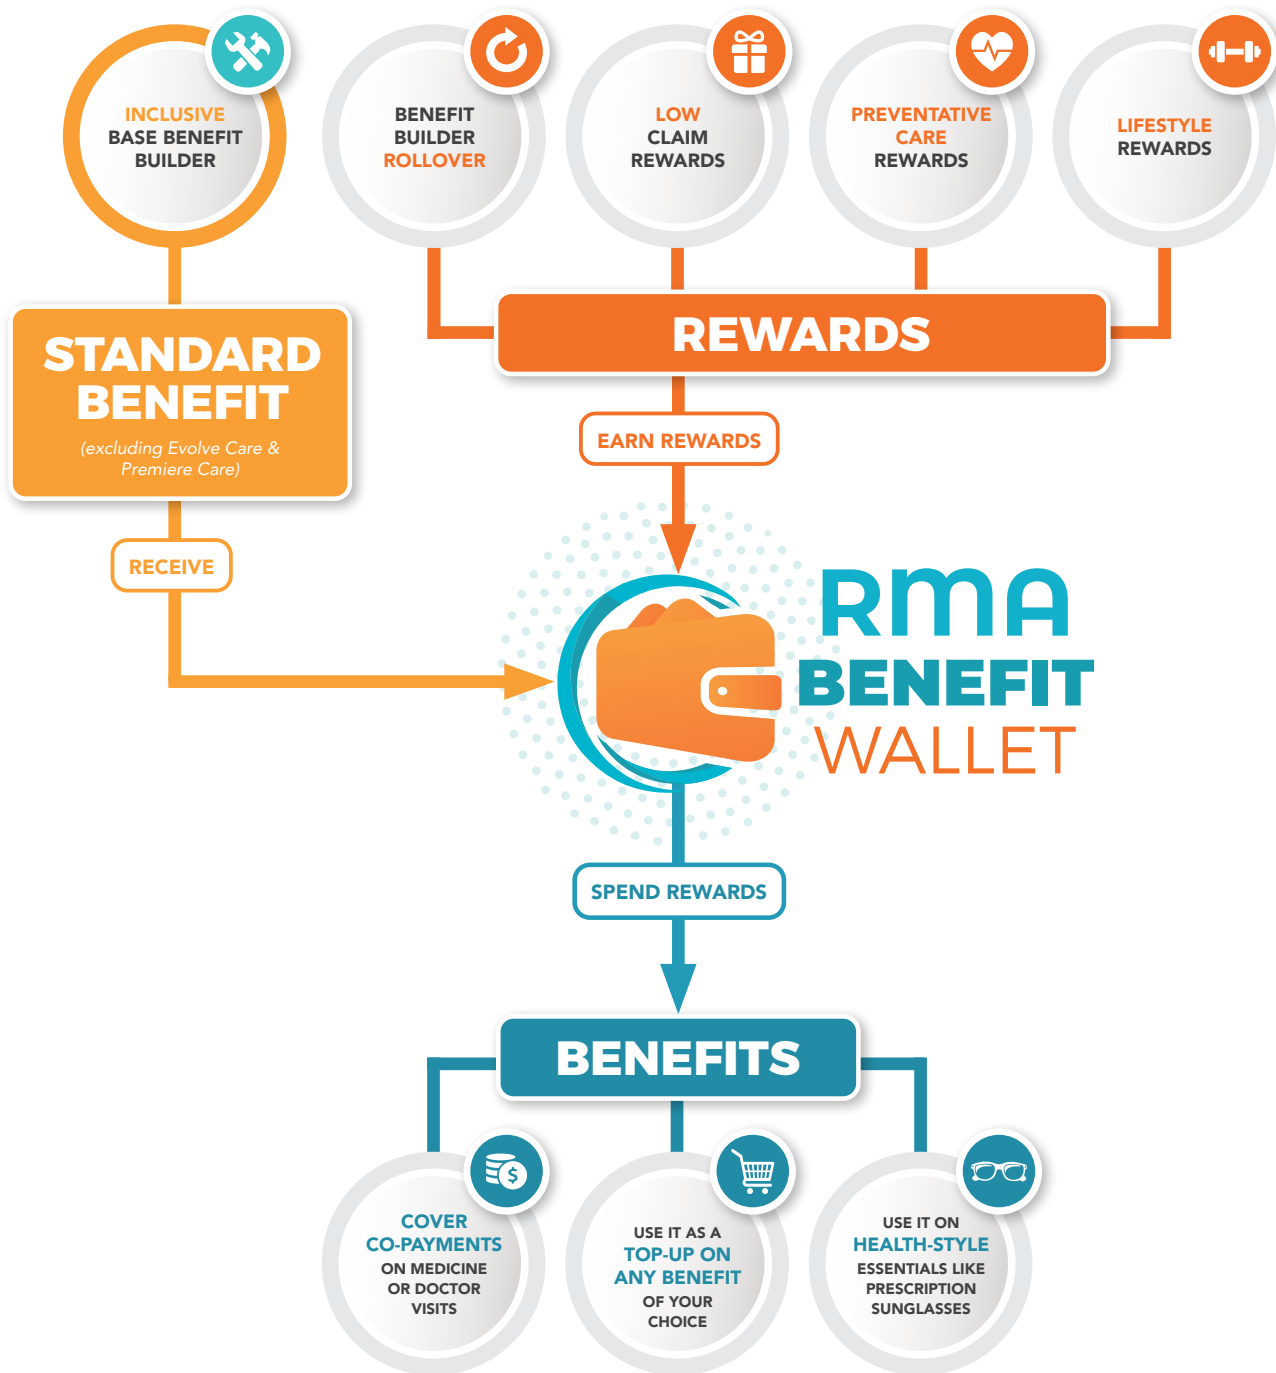 INCLUSIVE
BASE BENEFIT
BUILDER
BENEFIT
BUILDER
ROLLOVER
LOW
CLAIM
REWARDS
PREVENTATIVE
CARE
REWARDS
LIFESTYLE
REWARDS
STANDARD
BENEFIT
(excluding Evolve Care &
Premiere Care)
REWARDS
EARN REWARDS
RECEIVE
RMA
BENEFIT
WALLET
SPEND REWARDS
BENEFITS
$
COVER
CO-PAYMENTS
ON MEDICINE
OR DOCTOR
VISITS
USE IT AS A
TOP-UP ON
ANY BENEFIT
OF YOUR
CHOICE
USE IT ON
HEALTH-STYLE
ESSENTIALS LIKE
PRESCRIPTION
SUNGLASSES